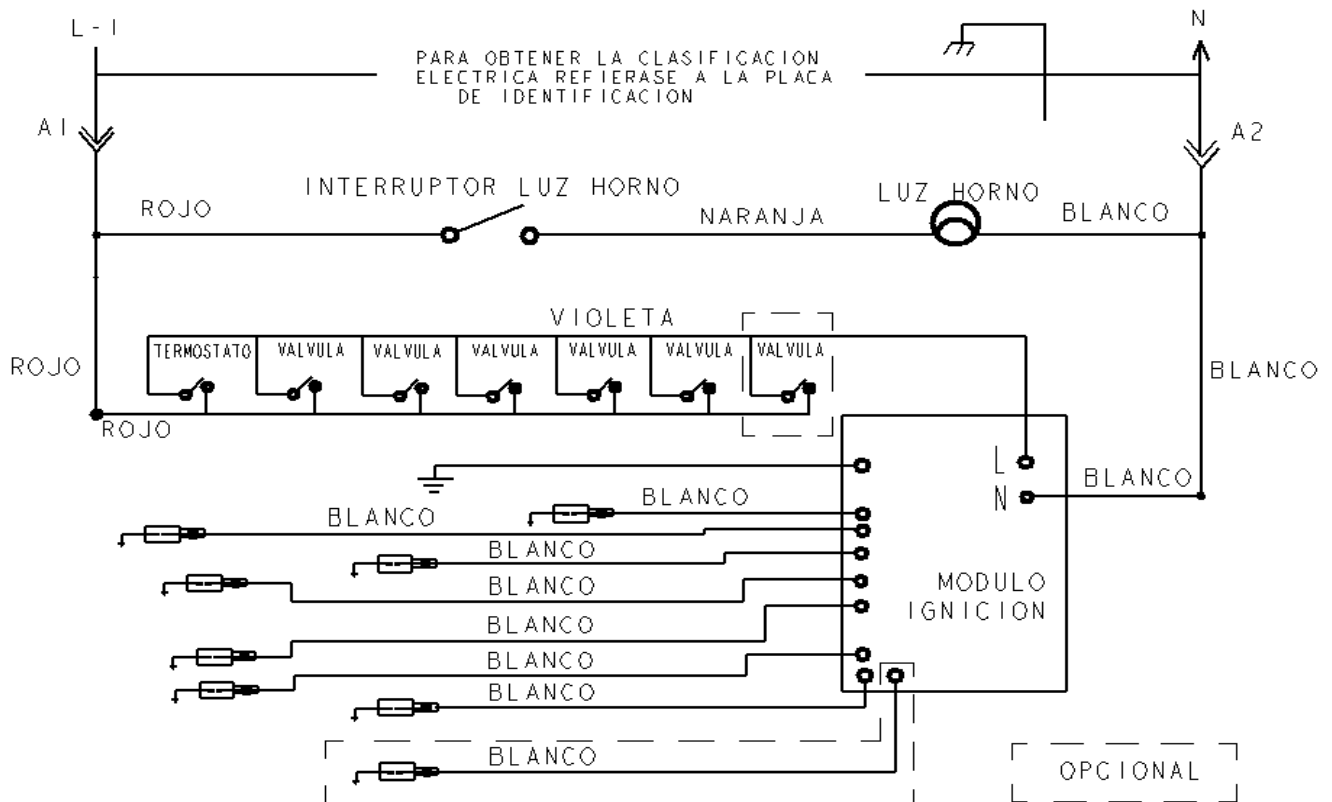 L-1
N
PARA OBTENER LA CLASIFICACION
ELECTRICA REFIERASE A LA PLACA
DE IDENTIFICACION
A1
A2
INTERRUPTOR LUZ HORNO
LUZ HORNO
ROJO
NARANJA
BLANCO
VIOLETA
TERMOSTATO
VALVULA
VALVULA
VALVULA
VALVULA
VALVULA
VALVULA
ROJO
BLANCO
ROJO
L
BLANCO
N
BLANCO
BLANCO
BLANCO
MODULO
IGNICION
BLANCO
BLANCO
BLANCO
BLANCO
BLANCO
OPCIONAL